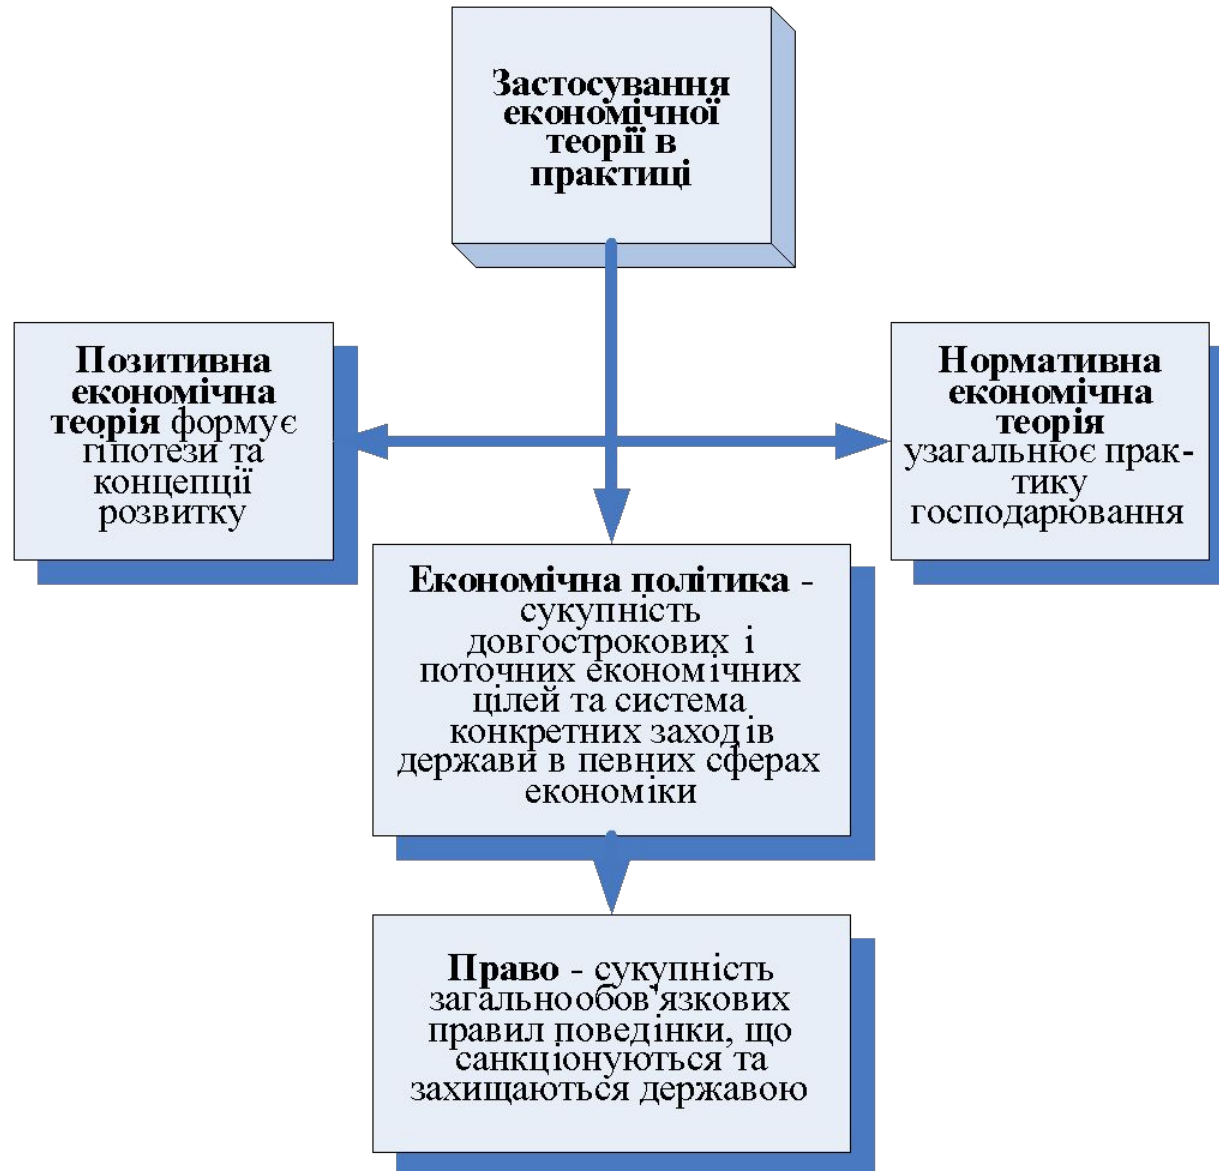 Застосування
економічної
теорії в
практиці
Позитивна
економічна
теорія формує
гіпотези та
концепції
розвитку
Нормативна
економічна
теорія
узагальнює прак-
тику
господарювання
Економічна політика -
сукупність
довгострокових і
поточних економічних
цілей та система
конкретних заходів
держави в певних сферах
економіки
Право - сукупність
загальнообов'язкових
правил поведінки, що
санкціонуються та
захищаються державою